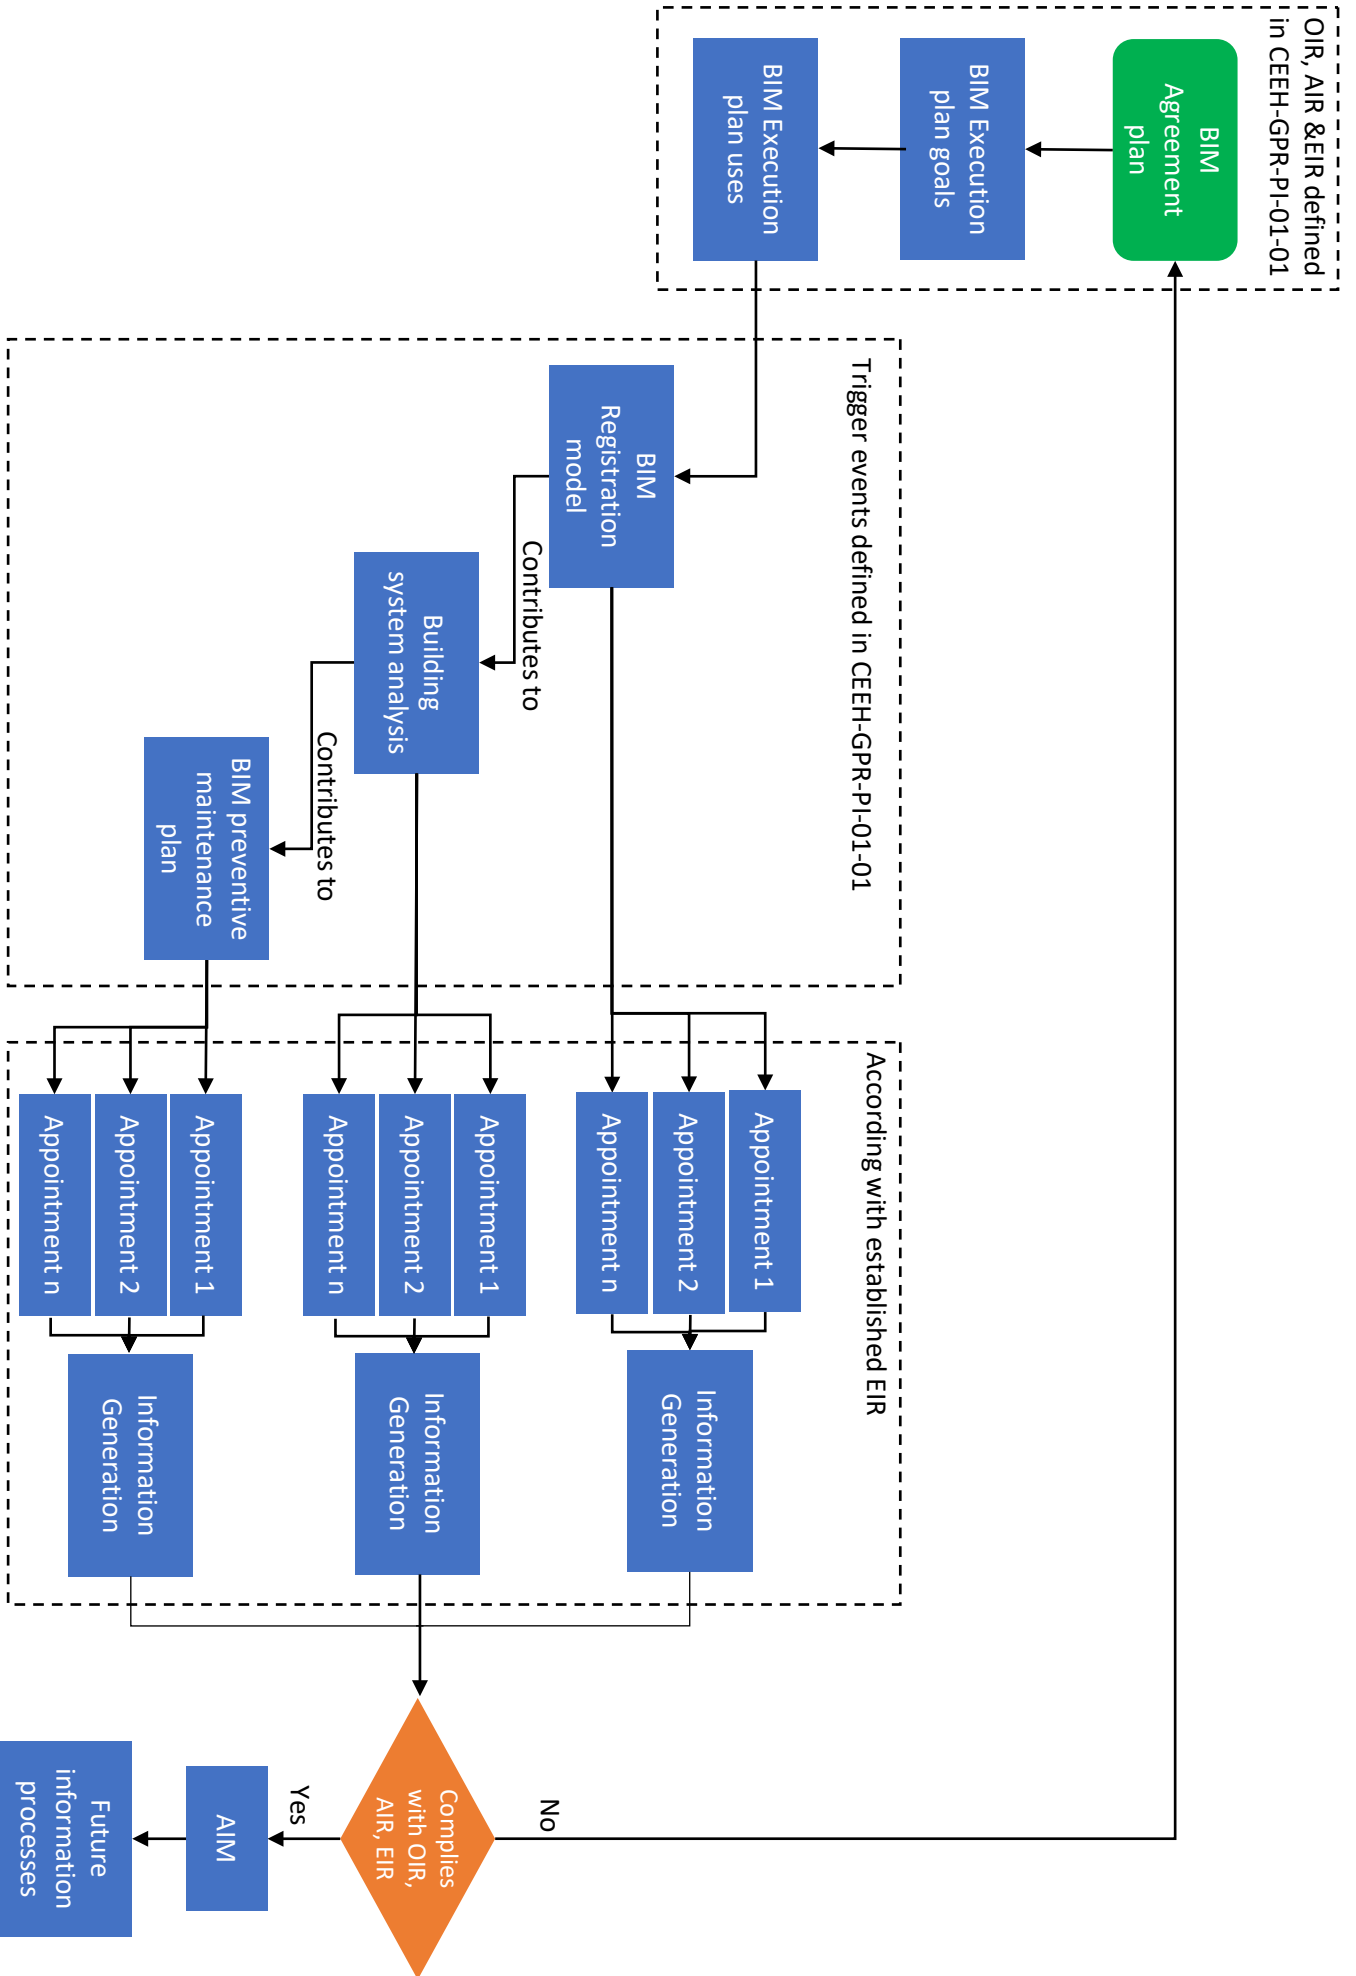 OIR, AIR &EIR defined
in CEEH-GPR-PI-01-01
BIM
Agreement
plan
BIM Execution
plan goals
BIM Execution
plan uses
Trigger events defined in CEEH-GPR-PI-01-01
BIM
Registration
model
Contributes to
Building
system analysis
Contributes to
BIM preventive
maintenance
plan
According with established EIR
Appointment 1
Appointment 2
Appointment n
Information
Generation
Appointment 1
Appointment 2
Appointment n
Information
Generation
Appointment 1
Appointment 2
Appointment n
Information
Generation
No
Complies
with OIR,
AIR, EIR
Yes
AIM
Future
information
processes